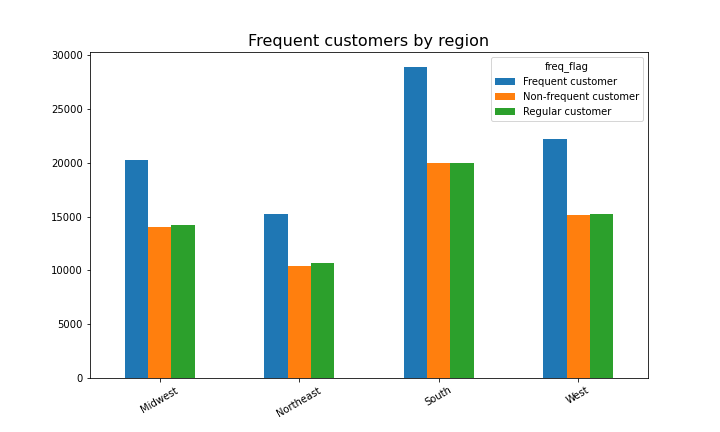 Frequent customers by region
freq_flag
Frequent customer
Non-frequent customer
Regular customer
30000
25000
20000
15000
10000
5000
0
Midwest
Northeast
South
West